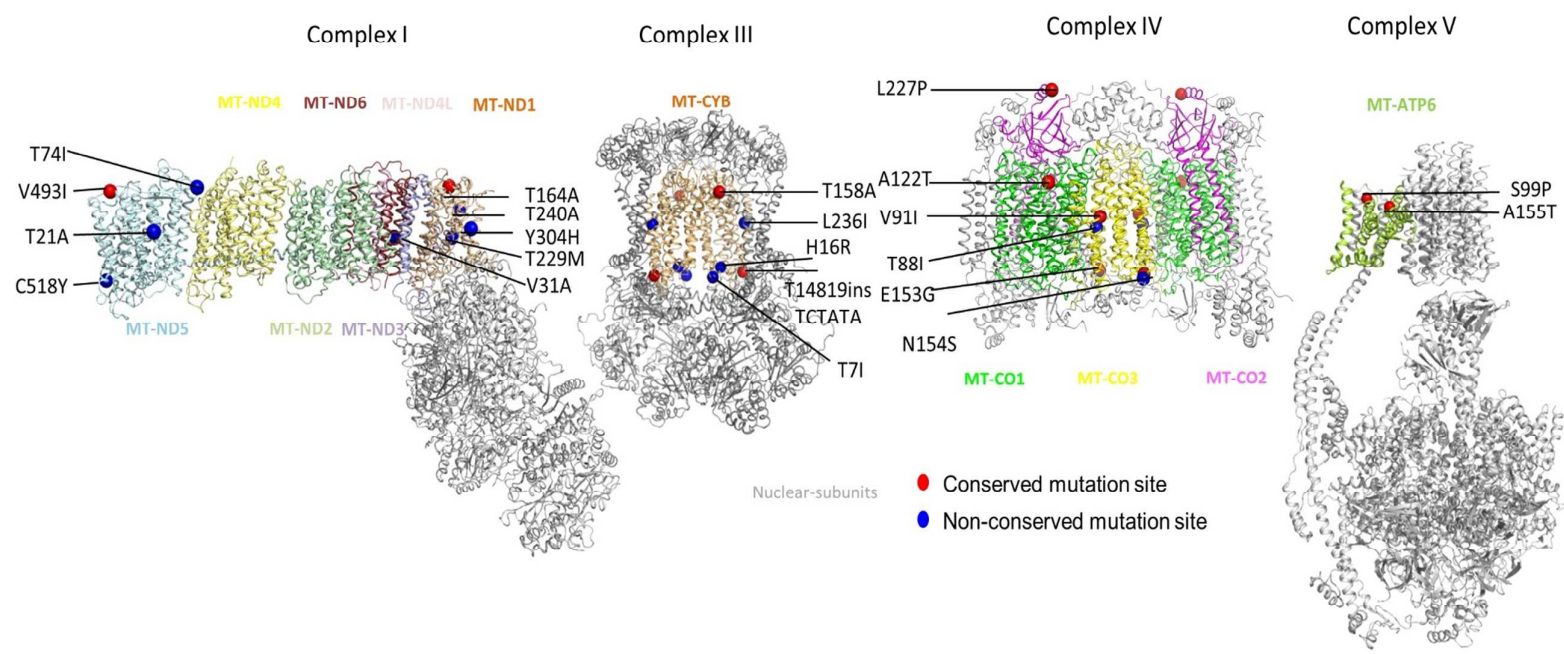 Complex I
Complex III
Complex IV
Complex V
MT-ND4
MT-ND6
MT-ND4L
MT-ND1
MT-CYB
MT-ATP6
T74I
V493I
T21A
C518Y
T164A
T240A
Y304H
T229M
V31A
MT-ND5
MT-ND2
MT-ND3
T158A
L236I
H16R
T14819ins
TCTATA
T7I
L227P
A122T
V91I
T88I
E153G
N154S
MT-CO1
MT-CO3
MT-CO2
S99P
A155T
Nuclear-subunits
Conserved mutation site
Non-conserved mutation site